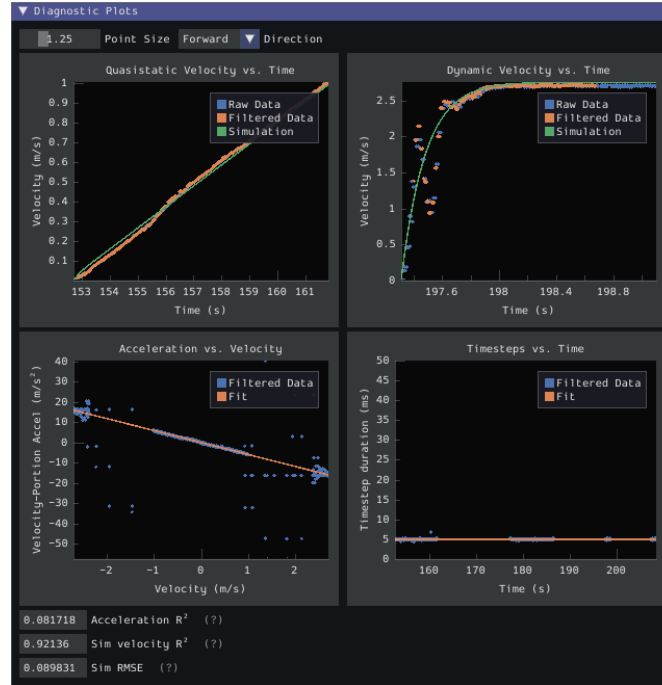 ▼ Diagnostic Plots
1.25 Point Size Forward ▼ Direction
Quasistatic Velocity vs. Time
Velocity (m/s)
1
0.9
0.8
0.7
0.6
0.5
0.4
0.3
0.2
0.1
Raw Data
Filtered Data
Simulation
153 154 155 156 157 158 159 160 161
Time (s)
Dynamic Velocity vs. Time
Velocity (m/s)
2.5
2
1.5
1
0.5
0
Raw Data
Filtered Data
Simulation
197.6 198 198.4 198.8
Time (s)
Acceleration vs. Velocity
Velocity-Portion Accel (m/s²)
40
30
20
10
0
-10
-20
-30
-40
-50
Filtered Data
Fit
-2 -1 0 1 2
Velocity (m/s)
Timesteps vs. Time
Timestep duration (ms)
50
45
40
35
30
25
20
15
10
5
0
Filtered Data
Fit
160 170 180 190 200
Time (s)
0.081718 Acceleration R² (?)
0.92136 Sim velocity R² (?)
0.089831 Sim RMSE (?)